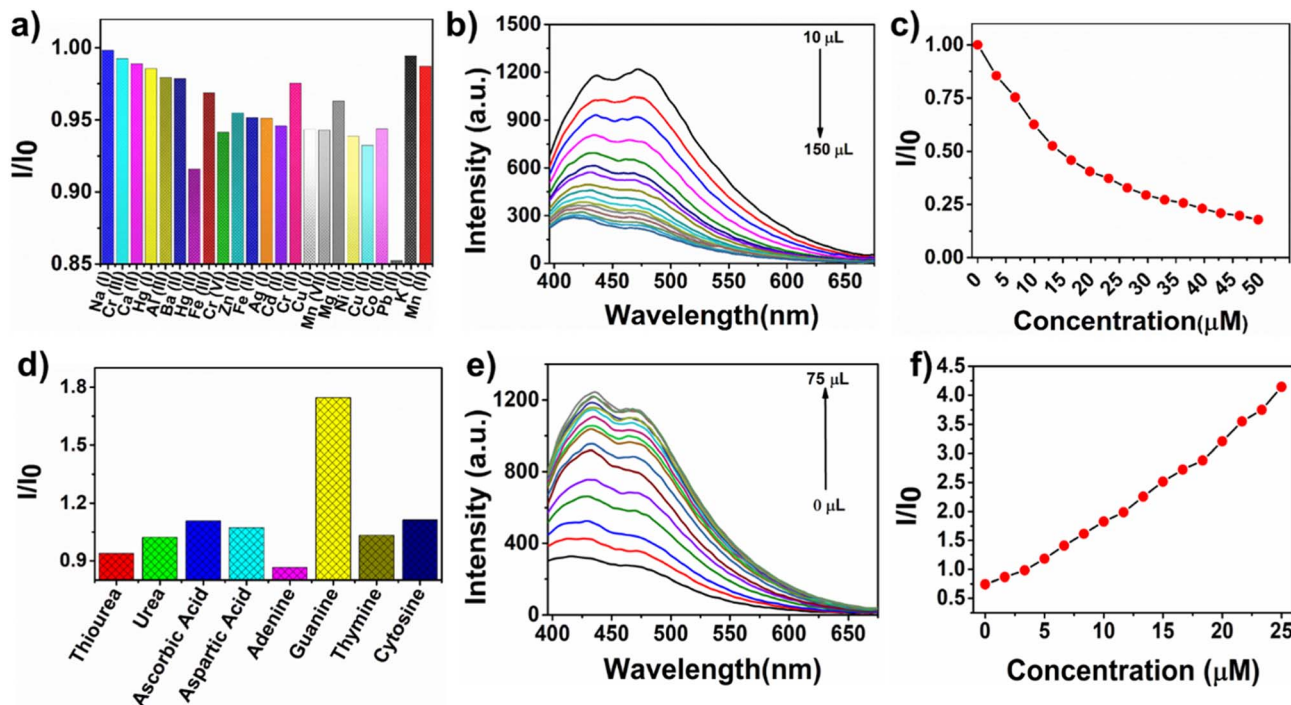 a)
I/I0
1.00
0.95
0.90
0.85
Na (I)
Cr (III)
Ca (II)
Hg (I)
Al (III)
Ba (II)
Hg (II)
Fe (III)
Cr (VI)
Zn (II)
Fe (II)
Ag (I)
Cd (II)
Cr (II)
Cu (I)
Mn (VII)
Mg (II)
Ni (II)
Cu (II)
Co (II)
Pb (II)
K (I)
b)
Intensity (a.u.)
1500
1200
900
600
300
0
10 μL
150 μL
400 450 500 550 600 650
Wavelength(nm)
c)
I/I0
1.00
0.75
0.50
0.25
0.00
0 5 10 15 20 25 30 35 40 45 50
Concentration(μM)
d)
I/I0
1.8
1.5
1.2
0.9
Thiourea
Urea
Ascorbic Acid
Aspartic Acid
Adenine
Guanine
Thymine
Cytosine
e)
Intensity (a.u.)
1200
800
400
0
75 μL
0 μL
400 450 500 550 600 650
Wavelength(nm)
f)
I/I0
4.5
4.0
3.5
3.0
2.5
2.0
1.5
1.0
0.5
0 5 10 15 20 25
Concentration (μM)